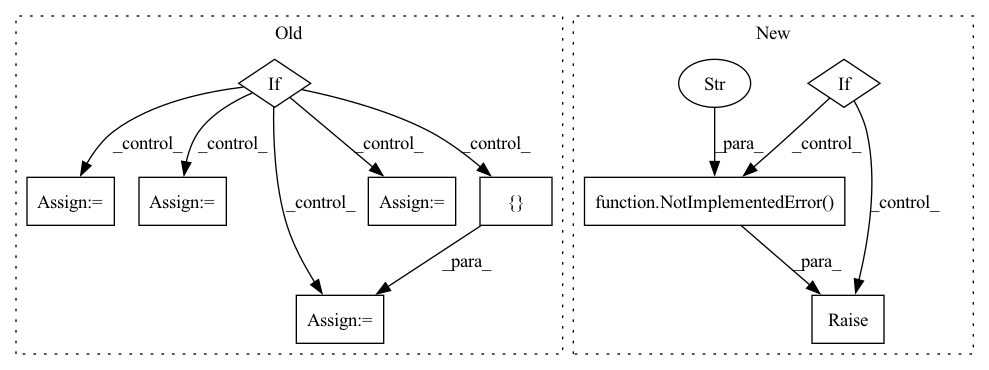 Old
New
If
Str
If
_control_
_control_
_control_
_control_
_para_
_control_
Assign:=
Assign:=
Assign:=
{}
function.NotImplementedError()
_control_
_control_
_para_
_para_
Assign:=
Raise